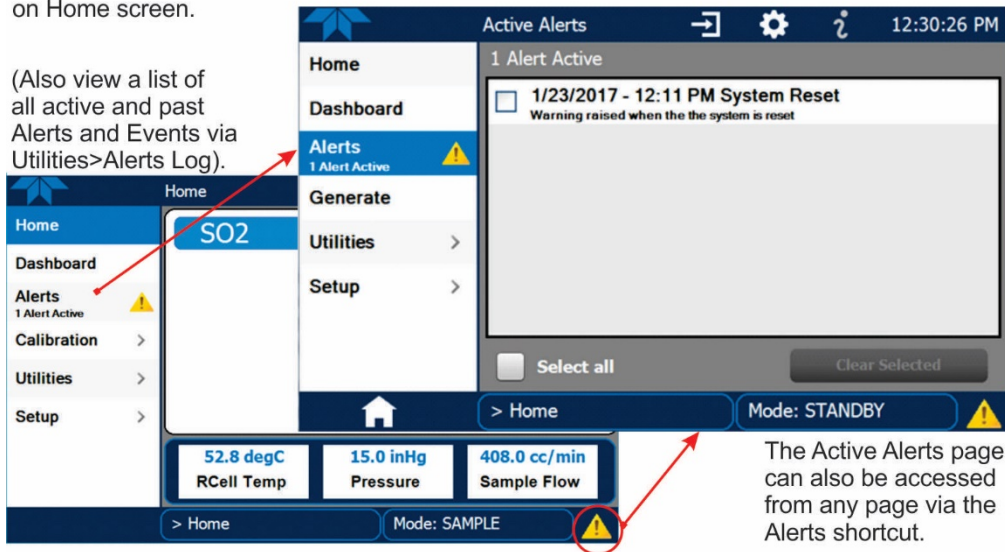 on Home screen.
(Also view a list of
all active and past
Alerts and Events via
Utilities>Alerts Log).
Active Alerts
12:30:26 PM
Home
Dashboard
Alerts
1 Alert Active
Generate
Utilities >
Setup >
1 Alert Active
1/23/2017 - 12:11 PM System Reset
Warning raised when the the system is reset
Select all
Clear Selected
> Home
Mode: STANDBY
Home
Home
Dashboard
Alerts
1 Alert Active
Calibration >
Utilities >
Setup >
SO2
52.8 degC
RCell Temp
15.0 inHg
Pressure
408.0 cc/min
Sample Flow
> Home
Mode: SAMPLE
The Active Alerts page
can also be accessed
from any page via the
Alerts shortcut.